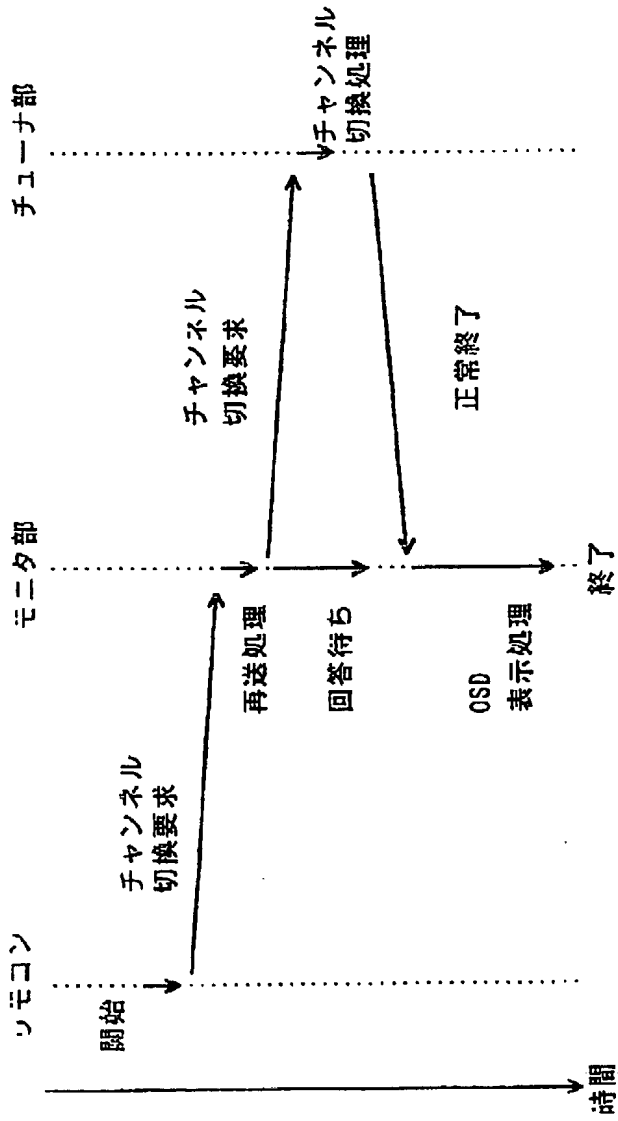 リモコン
モニタ部
チューナ部
開始
チャンネル
切換要求
再送処理
チャンネル
切換要求
回答待ち
チャンネル
切換処理
正常終了
OSD
表示処理
時間
終了